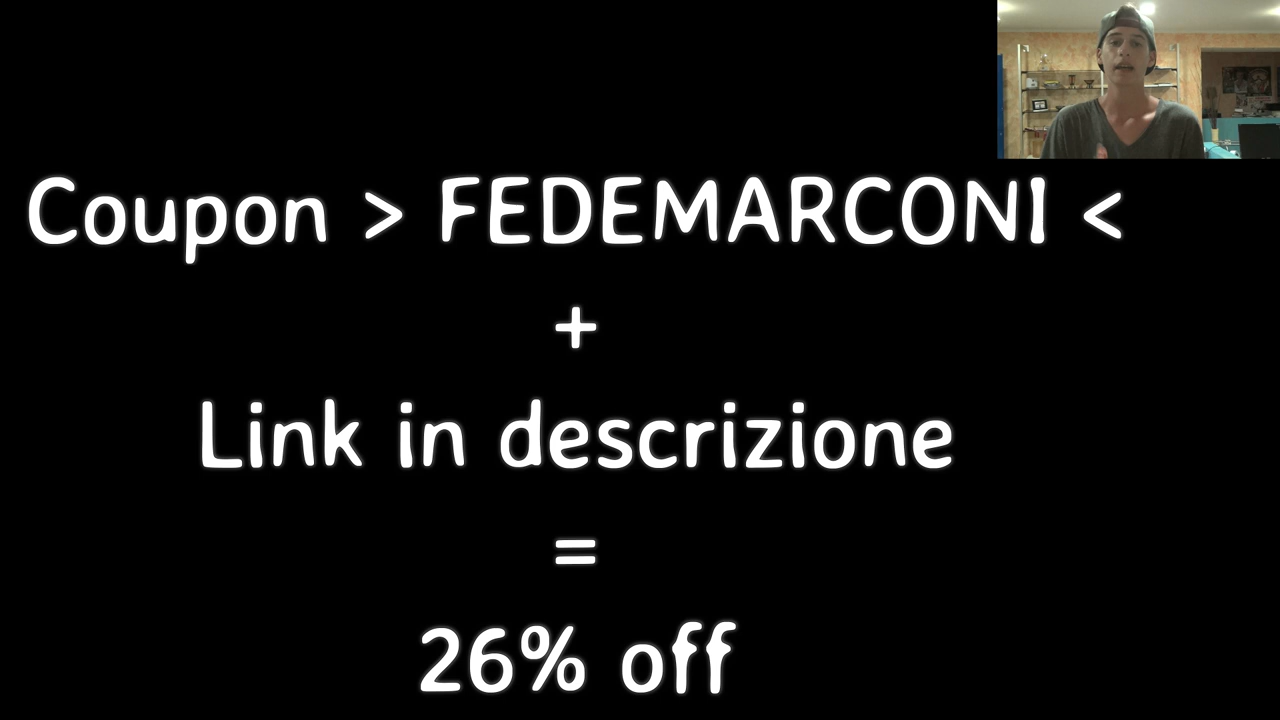 Coupon > FEDEMARCONI <
+
Link in descrizione
=
26% off